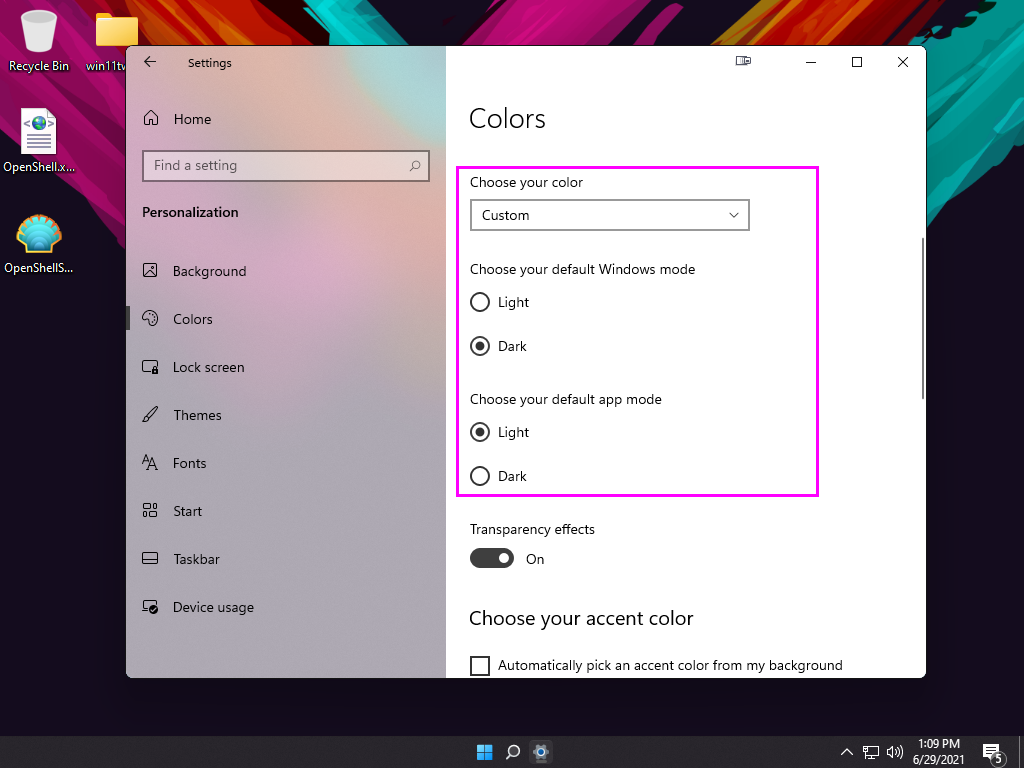 Recycle Bin
win11tw
OpenShell.x...
OpenShellS...
Settings
Home
Find a setting
Personalization
Background
Colors
Lock screen
Themes
Fonts
Start
Taskbar
Device usage
Colors
Choose your color
Custom
Choose your default Windows mode
Light
Dark
Choose your default app mode
Light
Dark
Transparency effects
On
Choose your accent color
Automatically pick an accent color from my background
1:09 PM
6/29/2021
5